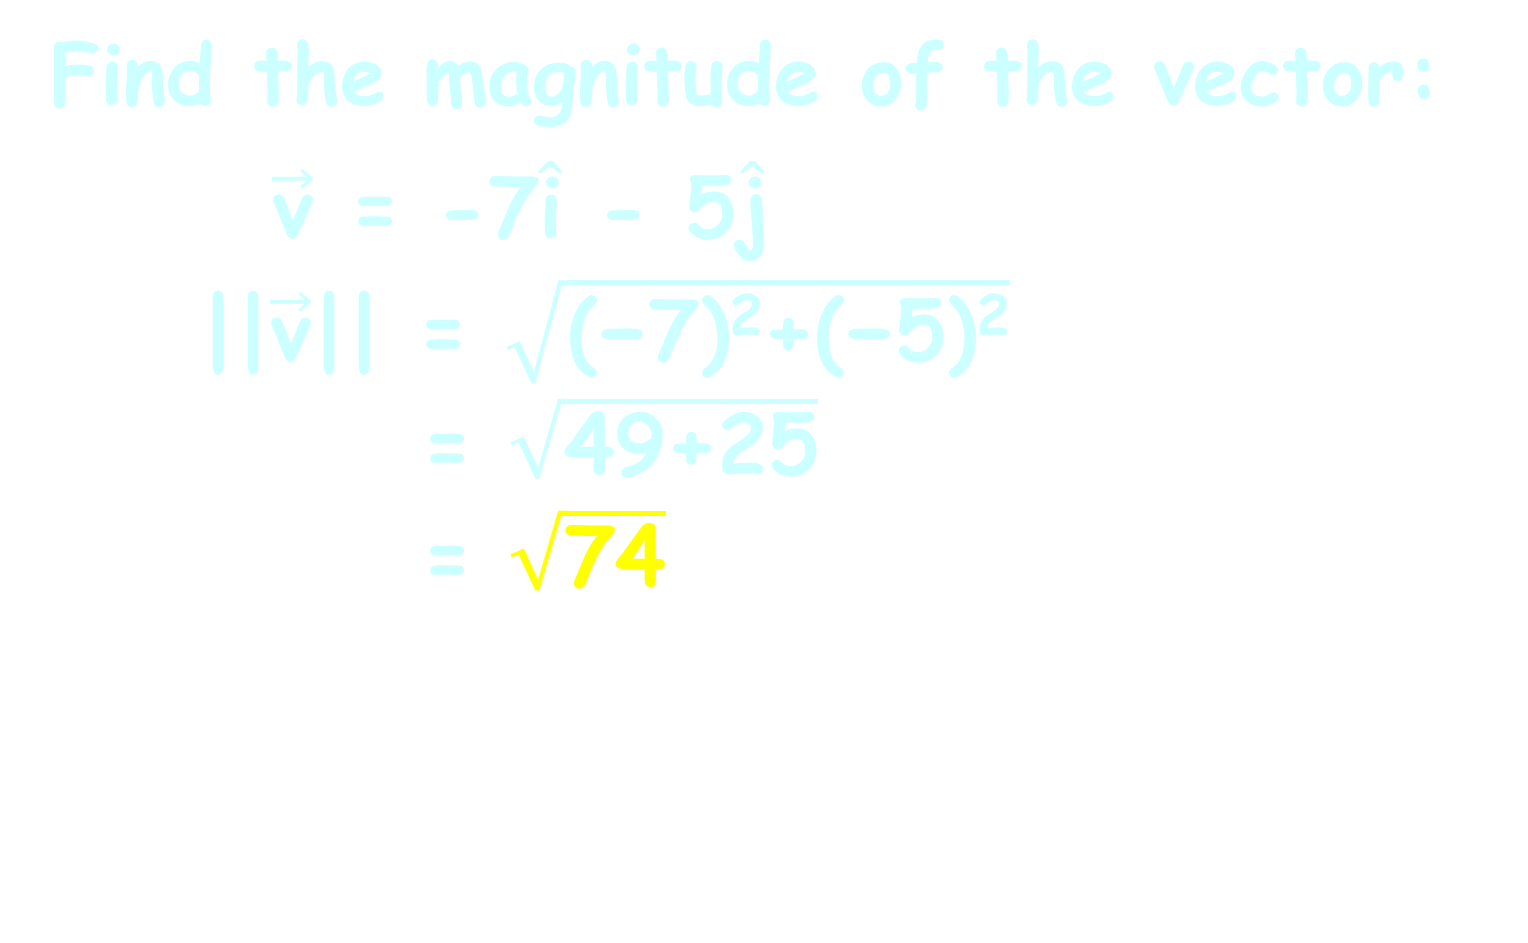 Find the magnitude of the vector:
v⃗ = -7î - 5ĵ
||v⃗|| = √((−7)²+(−5)²)
= √(49+25)
= √74